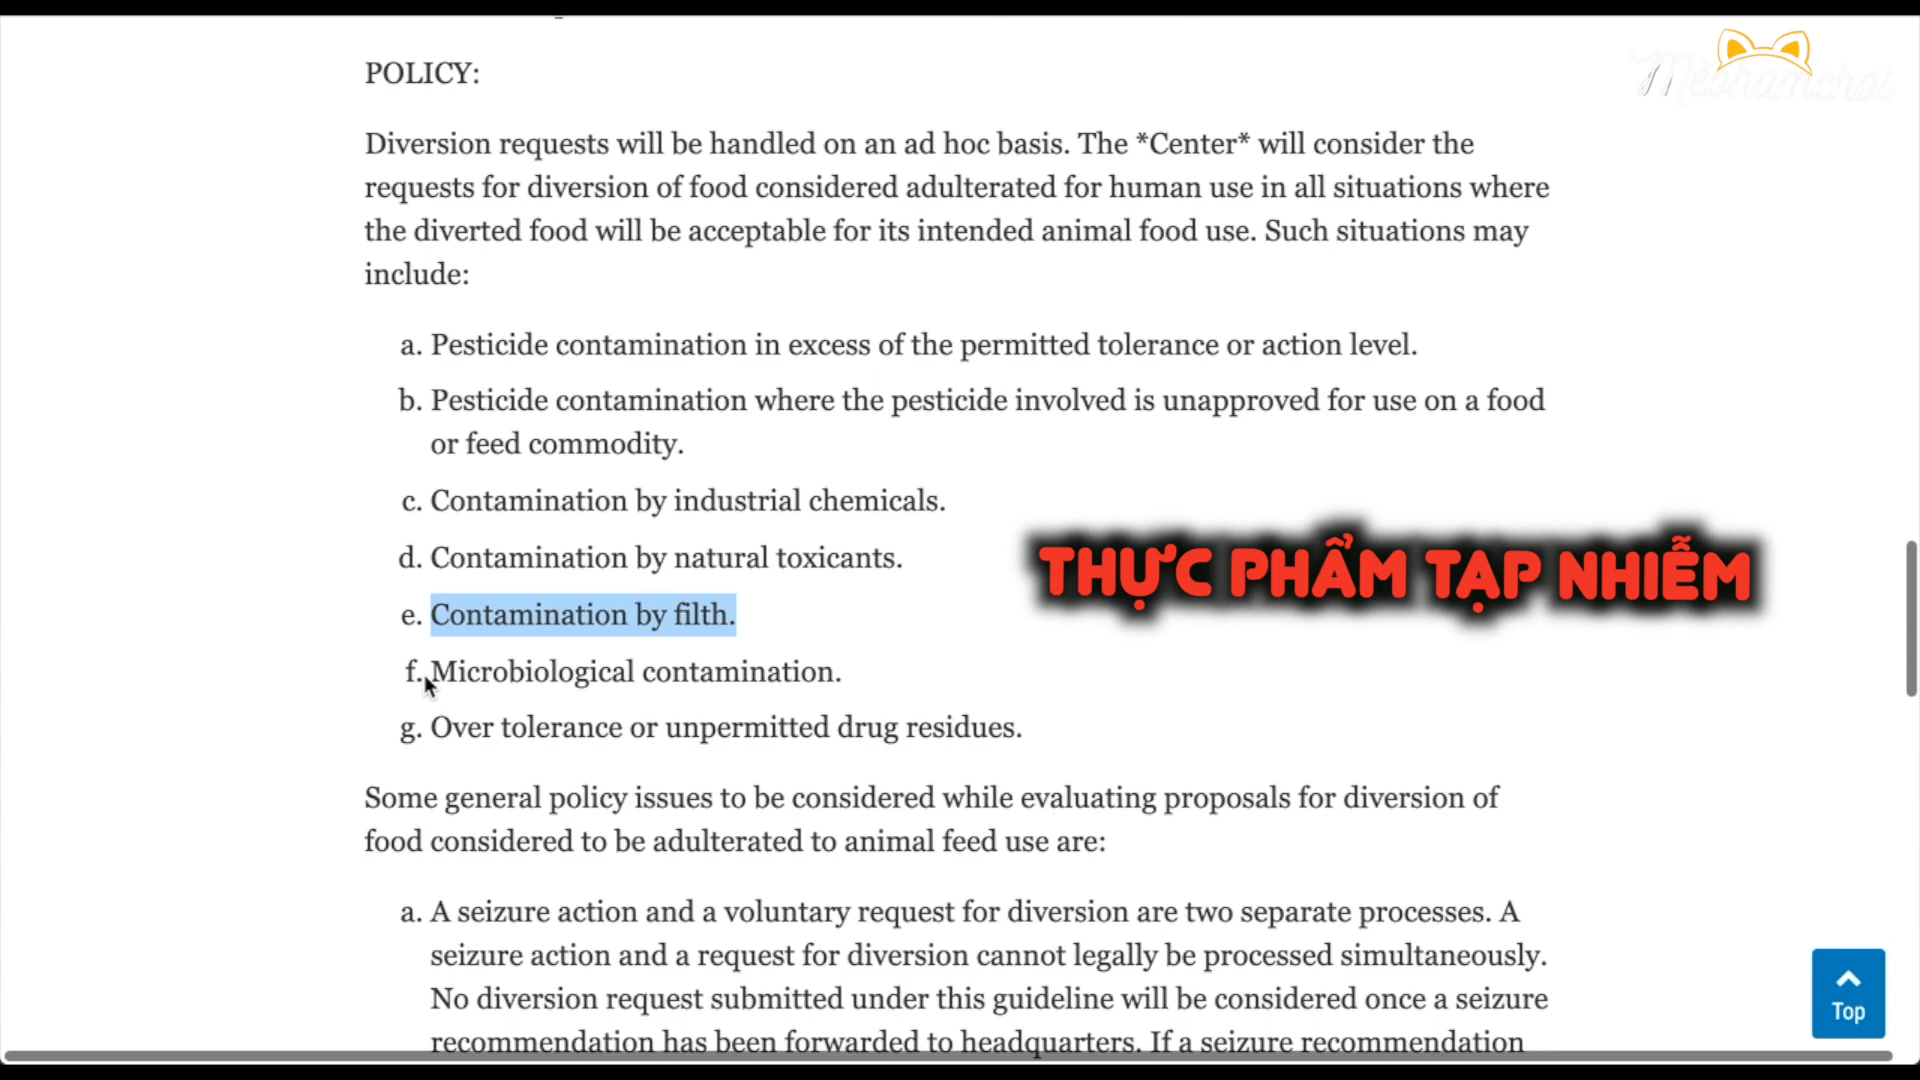 POLICY:
Mèohamchoi
Diversion requests will be handled on an ad hoc basis. The *Center* will consider the
requests for diversion of food considered adulterated for human use in all situations where
the diverted food will be acceptable for its intended animal food use. Such situations may
include:
a. Pesticide contamination in excess of the permitted tolerance or action level.
b. Pesticide contamination where the pesticide involved is unapproved for use on a food
or feed commodity.
c. Contamination by industrial chemicals.
d. Contamination by natural toxicants.
THỰC PHẨM TẠP NHIỄM
e. Contamination by filth.
f. Microbiological contamination.
g. Over tolerance or unpermitted drug residues.
Some general policy issues to be considered while evaluating proposals for diversion of
food considered to be adulterated to animal feed use are:
a. A seizure action and a voluntary request for diversion are two separate processes. A
seizure action and a request for diversion cannot legally be processed simultaneously.
No diversion request submitted under this guideline will be considered once a seizure
recommendation has been forwarded to headquarters. If a seizure recommendation
Top